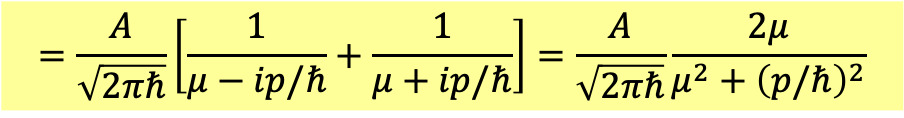 = A/√(2πħ) [1/(μ − ip/ħ) + 1/(μ + ip/ħ)] = A/√(2πħ) 2μ/(μ² + (p/ħ)²)